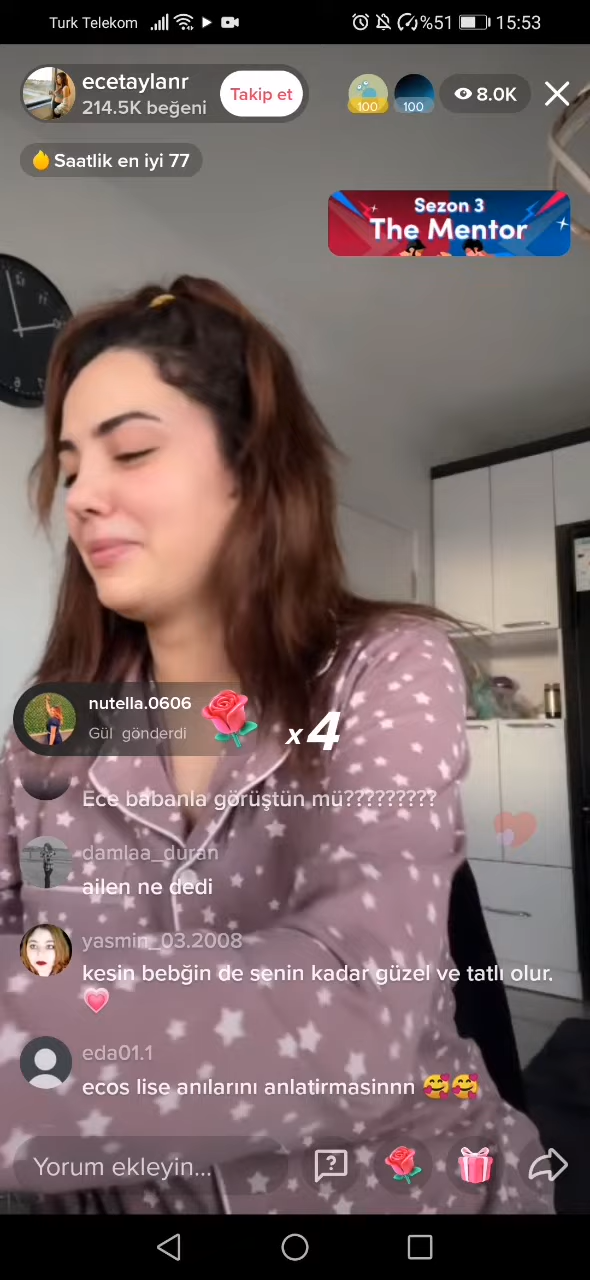 Turk Telekom
%51
15:53
ecetaylanr
214.5K beğeni
Takip et
100
100
8.0K
Saatlik en iyi 77
Sezon 3
The Mentor
nutella.0606
Gül gönderdi
x4
Ece babanla görüştün mü?????????
damlaa_duran
ailen ne dedi
yasmin_03.2008
kesin bebğin de senin kadar güzel ve tatlı olur.
eda01.1
ecos lise anılarını anlatirmasinnn
Yorum ekleyin...